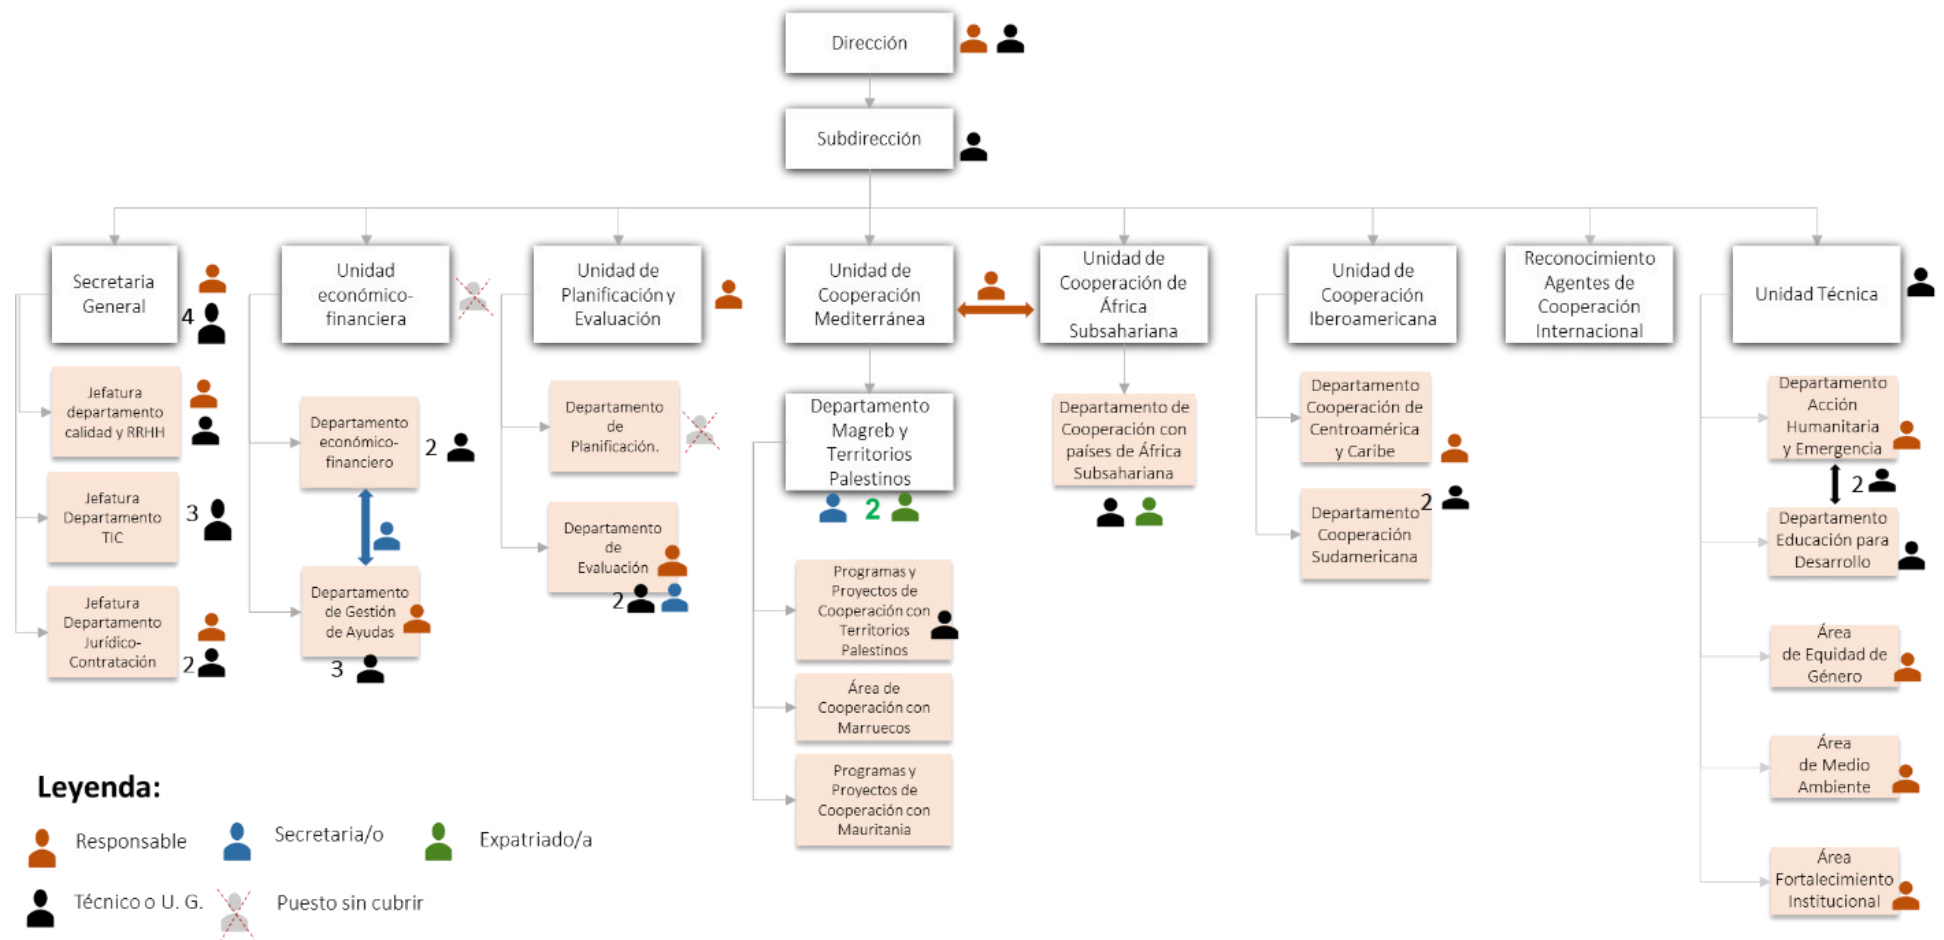 Dirección
Subdirección
Secretaria
General
4
Jefatura
departamento
calidad y RRHH
Jefatura
Departamento
TIC
3
Jefatura
Departamento
Jurídico-
Contratación
2
Unidad
económico-
financiera
Departamento
económico-
financiero
2
Departamento
de Gestión
de Ayudas
3
Unidad de
Planificación y
Evaluación
Departamento
de
Planificación.
Departamento
de
Evaluación
2
Unidad de
Cooperación
Mediterránea
Departamento
Magreb y
Territorios
Palestinos
2
Programas y
Proyectos de
Cooperación con
Territorios
Palestinos
Área de
Cooperación con
Marruecos
Programas y
Proyectos de
Cooperación con
Mauritania
Unidad de
Cooperación de
África
Subsahariana
Departamento de
Cooperación con
países de África
Subsahariana
Unidad de
Cooperación
Iberoamericana
Departamento
Cooperación de
Centroamérica
y Caribe
2
Departamento
Cooperación
Sudamericana
Reconocimiento
Agentes de
Cooperación
Internacional
Unidad Técnica
Departamento
Acción
Humanitaria
y Emergencia
2
Departamento
Educación para
Desarrollo
Área
de Equidad de
Género
Área
de Medio
Ambiente
Área
Fortalecimiento
Institucional
Leyenda:
Responsable
Secretaria/o
Expatriado/a
Técnico o U. G.
Puesto sin cubrir